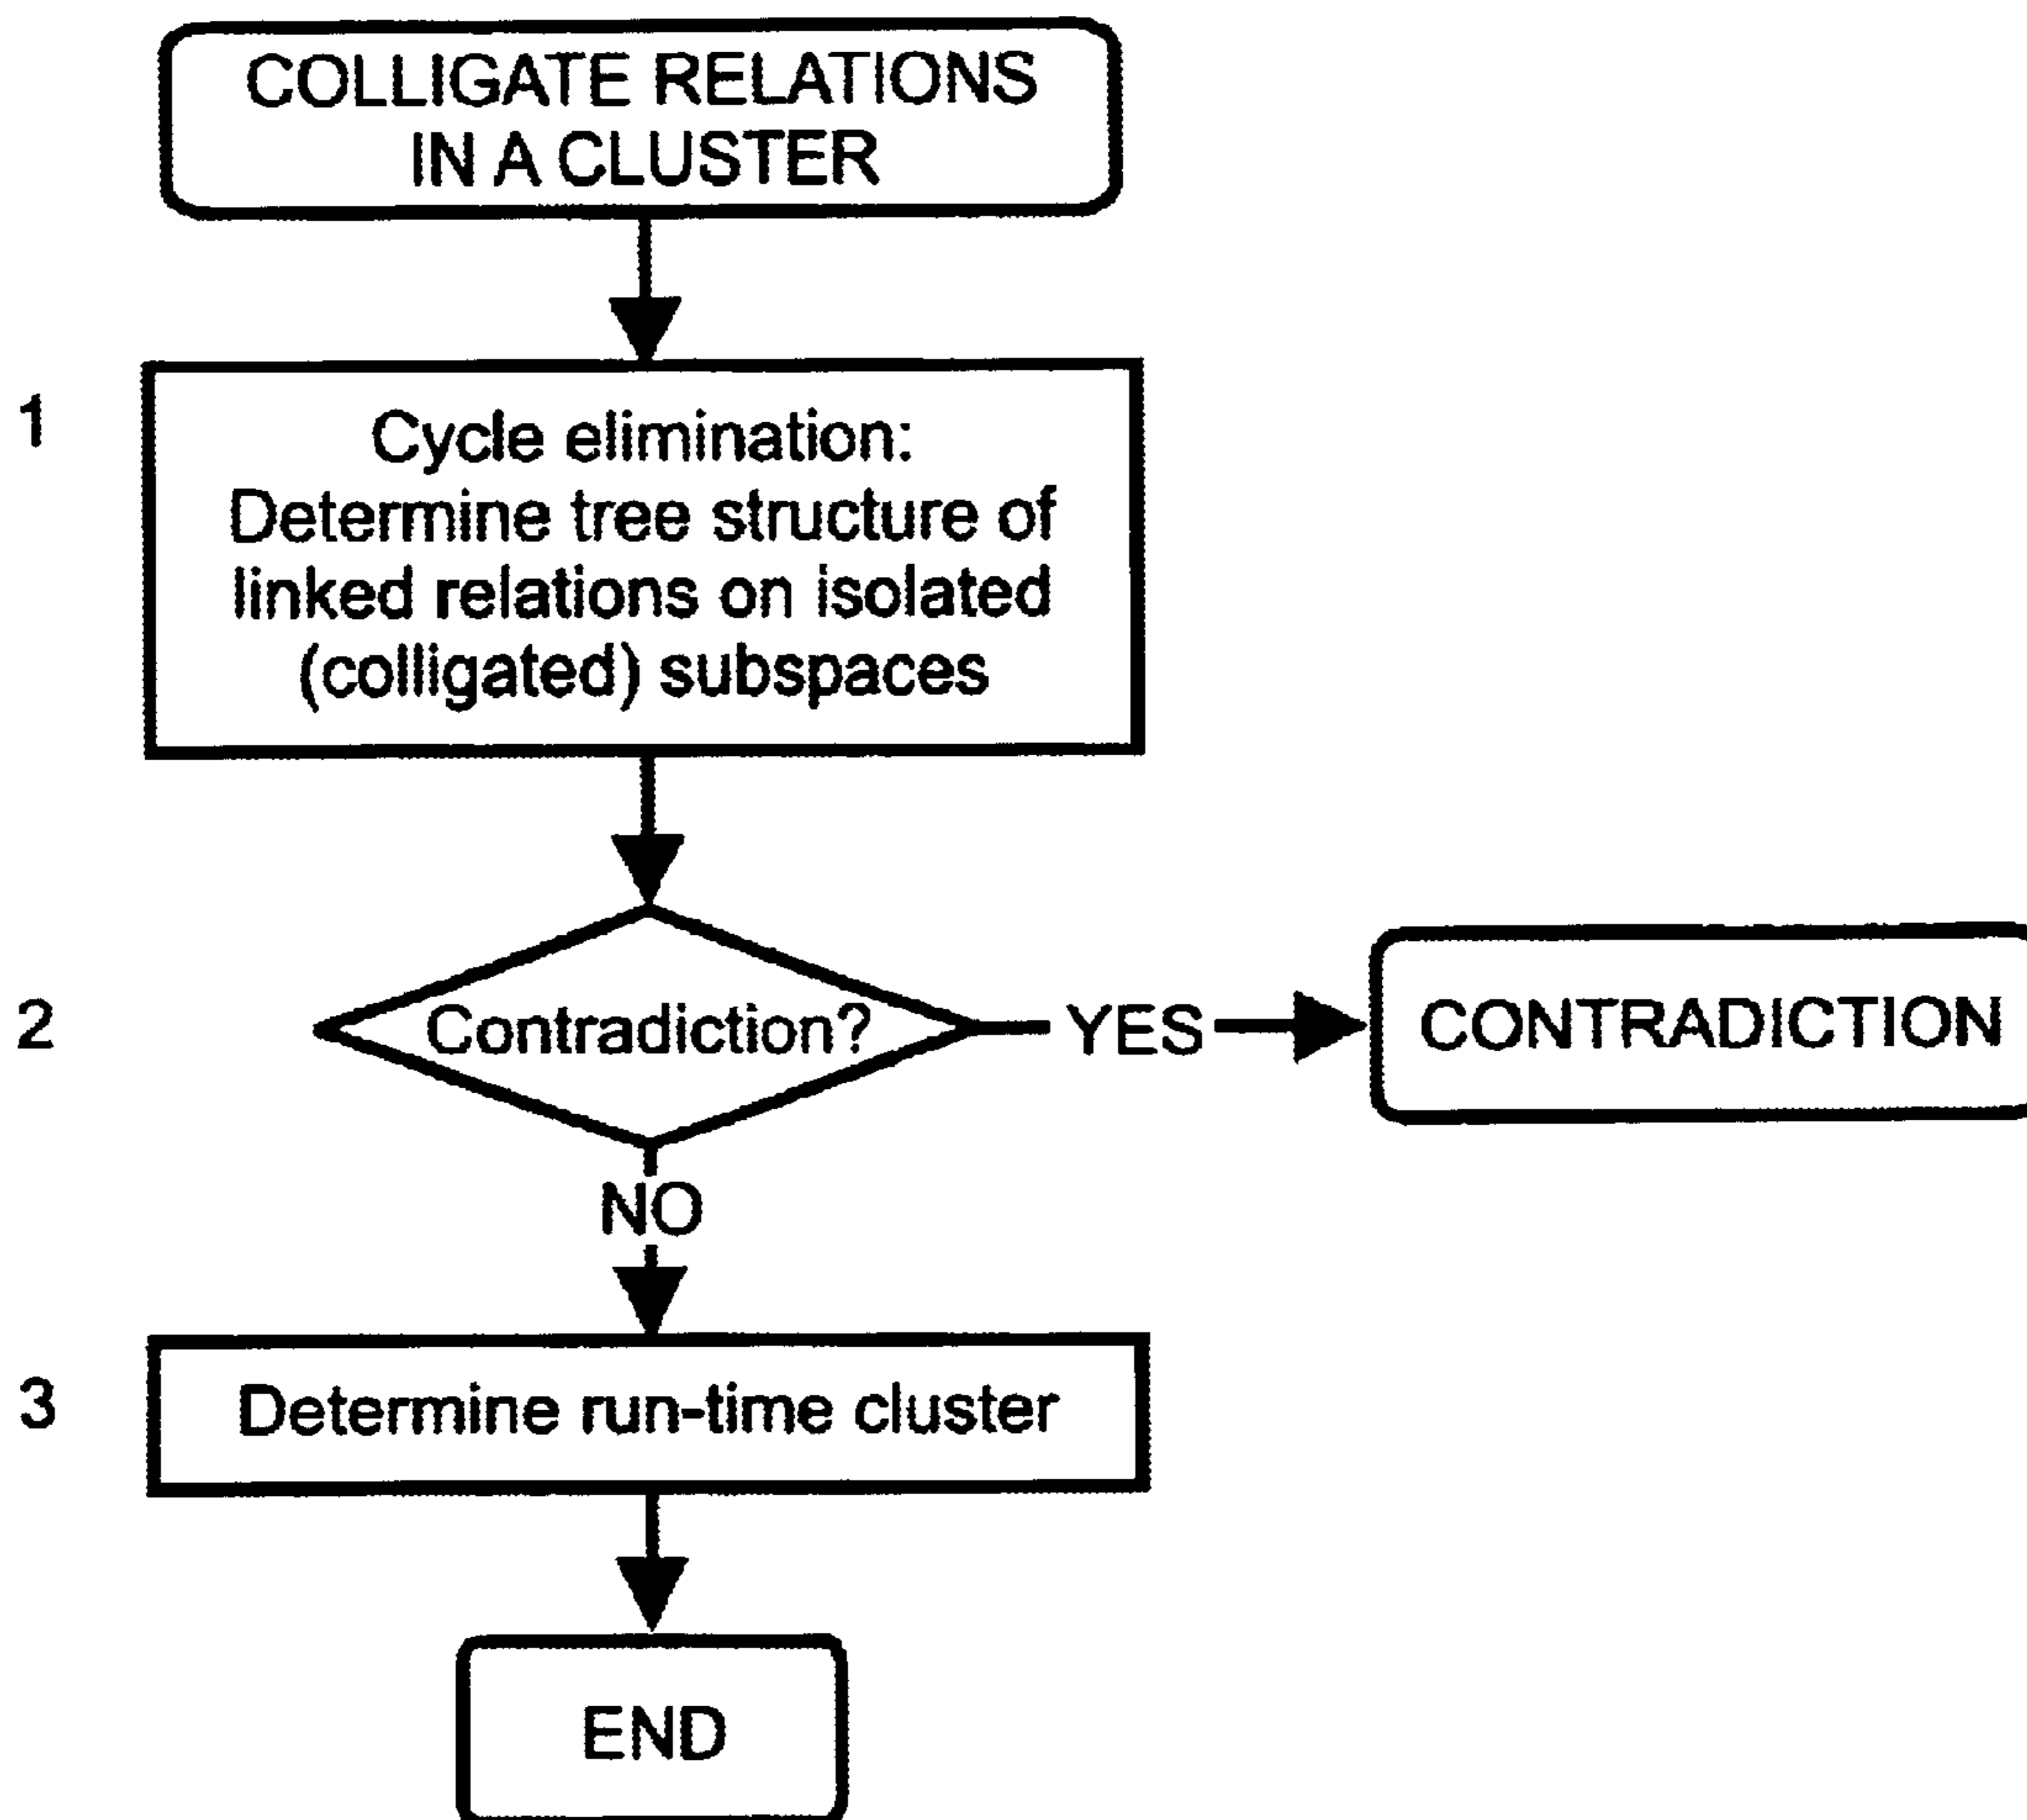 COLLIGATE RELATIONS
IN A CLUSTER
1
Cycle elimination:
Determine tree structure of
linked relations on isolated
(colligated) subspaces
2
Contradiction?
YES
CONTRADICTION
NO
3
Determine run-time cluster
END